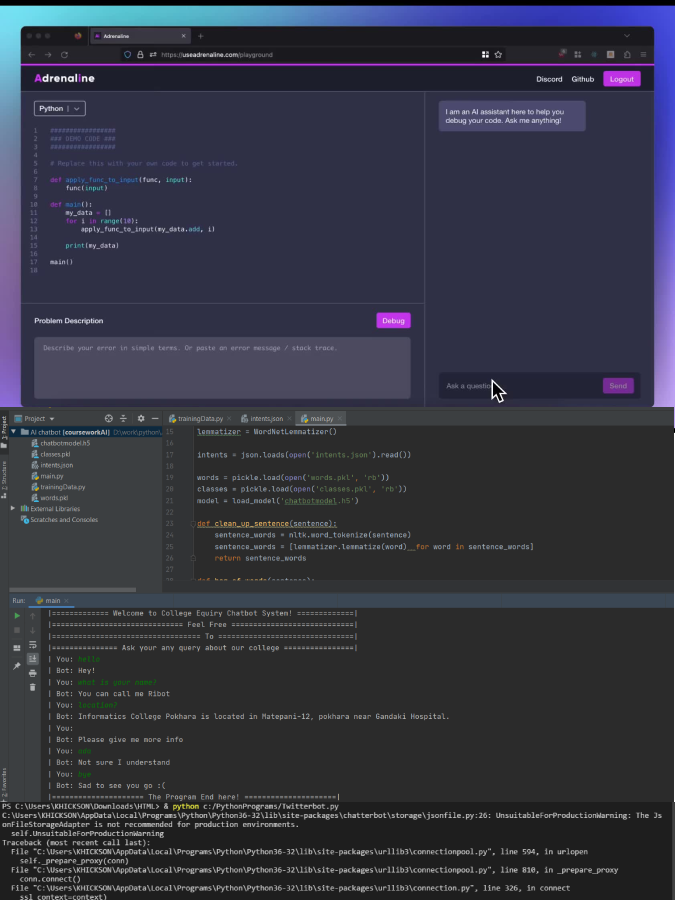 Adrenaline
https://useadrenaline.com/playground
Adrenaline
Discord Github Logout
Python
I am an AI assistant here to help you
debug your code. Ask me anything!
1 #################
2 ### DEMO CODE ###
3 #################
4
5 # Replace this with your own code to get started.
6
7 def apply_func_to_input(func, input):
8 func(input)
9
10 def main():
11 my_data = []
12 for i in range(10):
13 apply_func_to_input(my_data.add, i)
14
15 print(my_data)
16
17 main()
18
Problem Description
Debug
Describe your error in simple terms. Or paste an error message / stack trace.
Ask a question
Send
Project
trainingData.py
intents.json
main.py
1: Project
AI chatbot [courseworkAI] D:\work\python\
chatbotmodel.h5
classes.pkl
intents.json
main.py
trainingData.py
words.pkl
External Libraries
Scratches and Consoles
Structure
15 lemmatizer = WordNetLemmatizer()
16
17 intents = json.loads(open('intents.json').read())
18
19 words = pickle.load(open('words.pkl', 'rb'))
20 classes = pickle.load(open('classes.pkl', 'rb'))
21 model = load_model('chatbotmodel.h5')
22
23 def clean_up_sentence(sentence):
24 sentence_words = nltk.word_tokenize(sentence)
25 sentence_words = [lemmatizer.lemmatize(word) for word in sentence_words]
26 return sentence_words
27
Run: main
|============= Welcome to College Equiry Chatbot System! =============|
|============================== Feel Free ==============================|
|================================== To ===============================|
|=============== Ask your any query about our college ================|
| You: hello
| Bot: Hey!
| You: what is your name?
| Bot: You can call me Ribot
| You: location?
| Bot: Informatics College Pokhara is located in Matepani-12, pokhara near Gandaki Hospital.
| You:
| Bot: Please give me more info
| You:
| Bot: Not sure I understand
| You: bye
| Bot: Sad to see you go :(
|===================== The Program End here! =====================|
2: Favorites
PS C:\Users\KHICKSON\Downloads\HTML> & python c:/PythonPrograms/Twitterbot.py
C:\Users\KHICKSON\AppData\Local\Programs\Python\Python36-32\lib\site-packages\chatterbot\storage\jsonfile.py:26: UnsuitableForProductionWarning: The Js
onFileStorageAdapter is not recommended for production environments.
self.UnsuitableForProductionWarning
Traceback (most recent call last):
File "C:\Users\KHICKSON\AppData\Local\Programs\Python\Python36-32\lib\site-packages\urllib3\connectionpool.py", line 594, in urlopen
self._prepare_proxy(conn)
File "C:\Users\KHICKSON\AppData\Local\Programs\Python\Python36-32\lib\site-packages\urllib3\connectionpool.py", line 810, in _prepare_proxy
conn.connect()
File "C:\Users\KHICKSON\AppData\Local\Programs\Python\Python36-32\lib\site-packages\urllib3\connection.py", line 326, in connect
ssl_context=context)